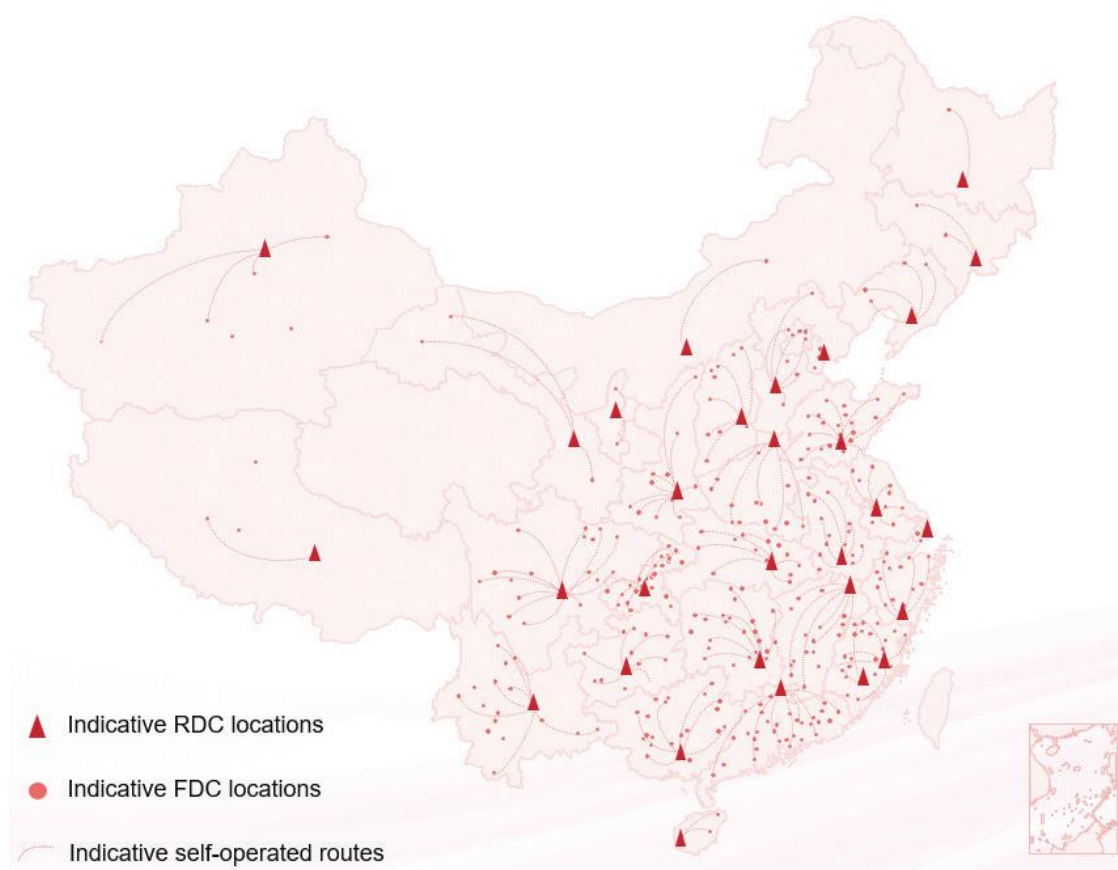 Indicative RDC locations
Indicative FDC locations
Indicative self-operated routes